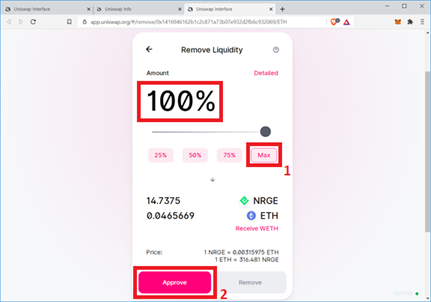 Uniswap Interface
Uniswap Info
Uniswap Interface
app.uniswap.org/#/remove/0x1416946162b1c2c871a73b07e932d2fb6c932069/ETH
Remove Liquidity
Amount
Detailed
100%
25%
50%
75%
Max
1
14.7375
NRGE
0.0465669
ETH
Receive WETH
Price:
1 NRGE = 0.00315975 ETH
1 ETH = 316.481 NRGE
Approve
Remove
2